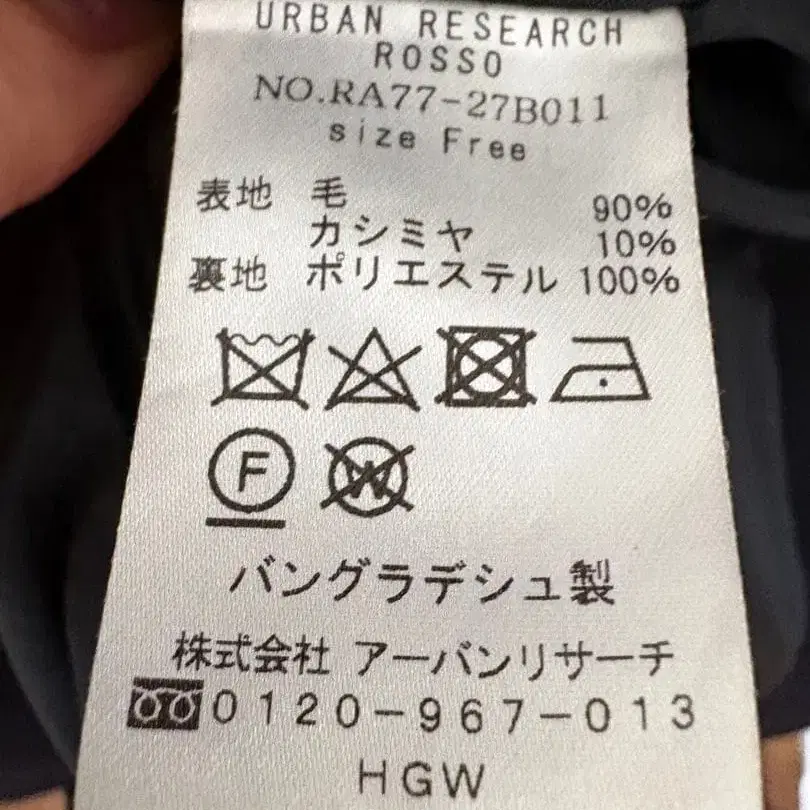 URBAN RESEARCH
ROSSO
NO.RA77-27B011
size Free
表地 毛 90%
カシミヤ 10%
裏地 ポリエステル 100%
F W
バングラデシュ製
株式会社 アーバンリサーチ
0120-967-013
HGW